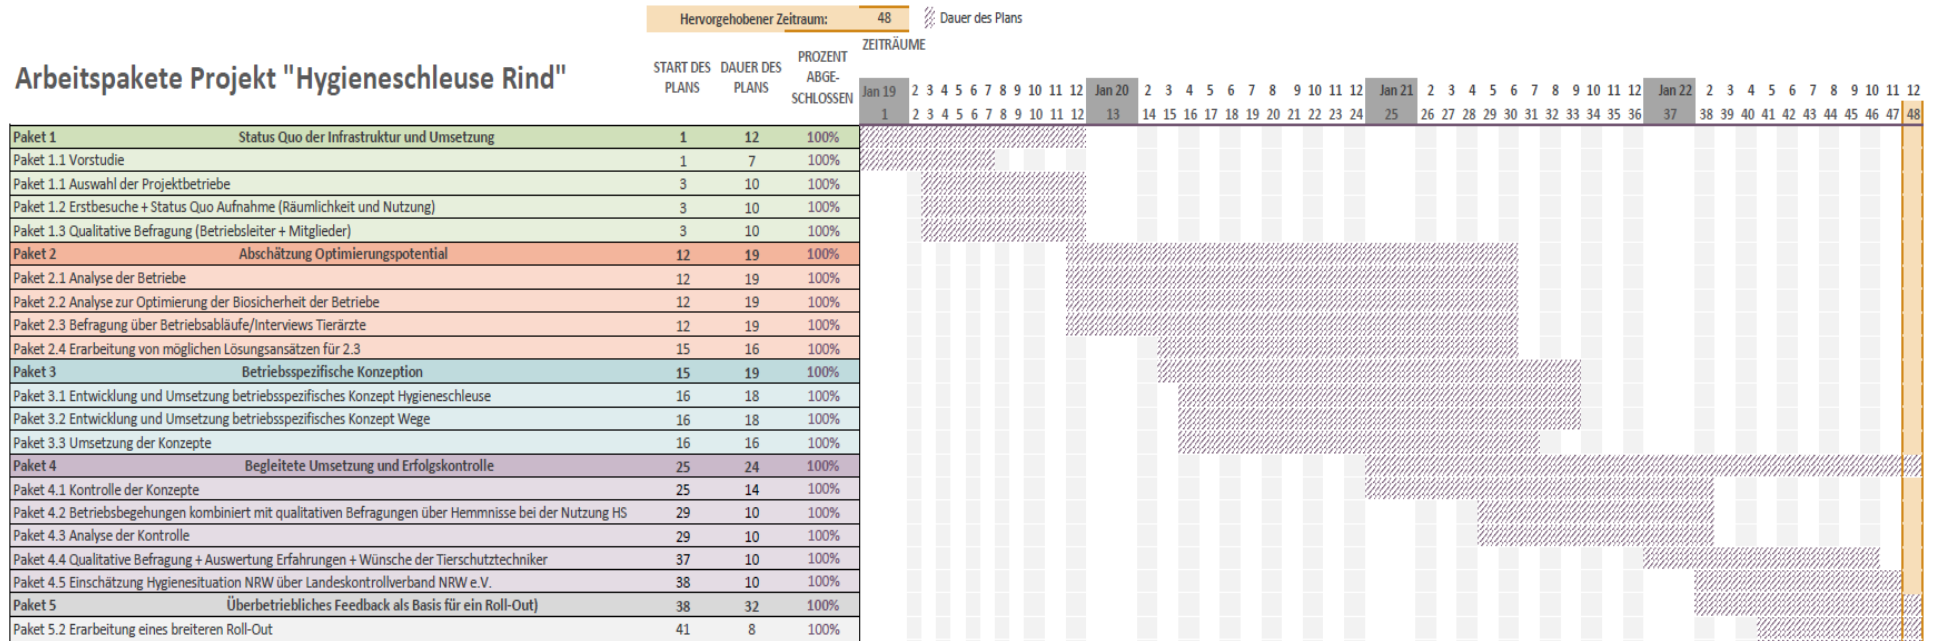 Hervorgehobener Zeitraum: 48 Dauer des Plans
ZEITRÄUME
Arbeitspakete Projekt "Hygieneschleuse Rind"
START DES PLANS DAUER DES PLANS PROZENT ABGE-SCHLOSSEN
Jan 19 2 3 4 5 6 7 8 9 10 11 12 Jan 20 2 3 4 5 6 7 8 9 10 11 12 Jan 21 2 3 4 5 6 7 8 9 10 11 12 Jan 22 2 3 4 5 6 7 8 9 10 11 12
1 2 3 4 5 6 7 8 9 10 11 12 13 14 15 16 17 18 19 20 21 22 23 24 25 26 27 28 29 30 31 32 33 34 35 36 37 38 39 40 41 42 43 44 45 46 47 48
Paket 1 Status Quo der Infrastruktur und Umsetzung 1 12 100%
Paket 1.1 Vorstudie 1 7 100%
Paket 1.1 Auswahl der Projektbetriebe 3 10 100%
Paket 1.2 Erstbesuche + Status Quo Aufnahme (Räumlichkeit und Nutzung) 3 10 100%
Paket 1.3 Qualitative Befragung (Betriebsleiter + Mitglieder) 3 10 100%
Paket 2 Abschätzung Optimierungspotential 12 19 100%
Paket 2.1 Analyse der Betriebe 12 19 100%
Paket 2.2 Analyse zur Optimierung der Biosicherheit der Betriebe 12 19 100%
Paket 2.3 Befragung über Betriebsabläufe/Interviews Tierärzte 12 19 100%
Paket 2.4 Erarbeitung von möglichen Lösungsansätzen für 2.3 15 16 100%
Paket 3 Betriebsspezifische Konzeption 15 19 100%
Paket 3.1 Entwicklung und Umsetzung betriebsspezifisches Konzept Hygieneschleuse 16 18 100%
Paket 3.2 Entwicklung und Umsetzung betriebsspezifisches Konzept Wege 16 18 100%
Paket 3.3 Umsetzung der Konzepte 16 16 100%
Paket 4 Begleitete Umsetzung und Erfolgskontrolle 25 24 100%
Paket 4.1 Kontrolle der Konzepte 25 14 100%
Paket 4.2 Betriebsbegehungen kombiniert mit qualitativen Befragungen über Hemmnisse bei der Nutzung HS 29 10 100%
Paket 4.3 Analyse der Kontrolle 29 10 100%
Paket 4.4 Qualitative Befragung + Auswertung Erfahrungen + Wünsche der Tierschutztechniker 37 10 100%
Paket 4.5 Einschätzung Hygienesituation NRW über Landeskontrollverband NRW e.V. 38 10 100%
Paket 5 Überbetriebliches Feedback als Basis für ein Roll-Out) 38 32 100%
Paket 5.2 Erarbeitung eines breiteren Roll-Out 41 8 100%